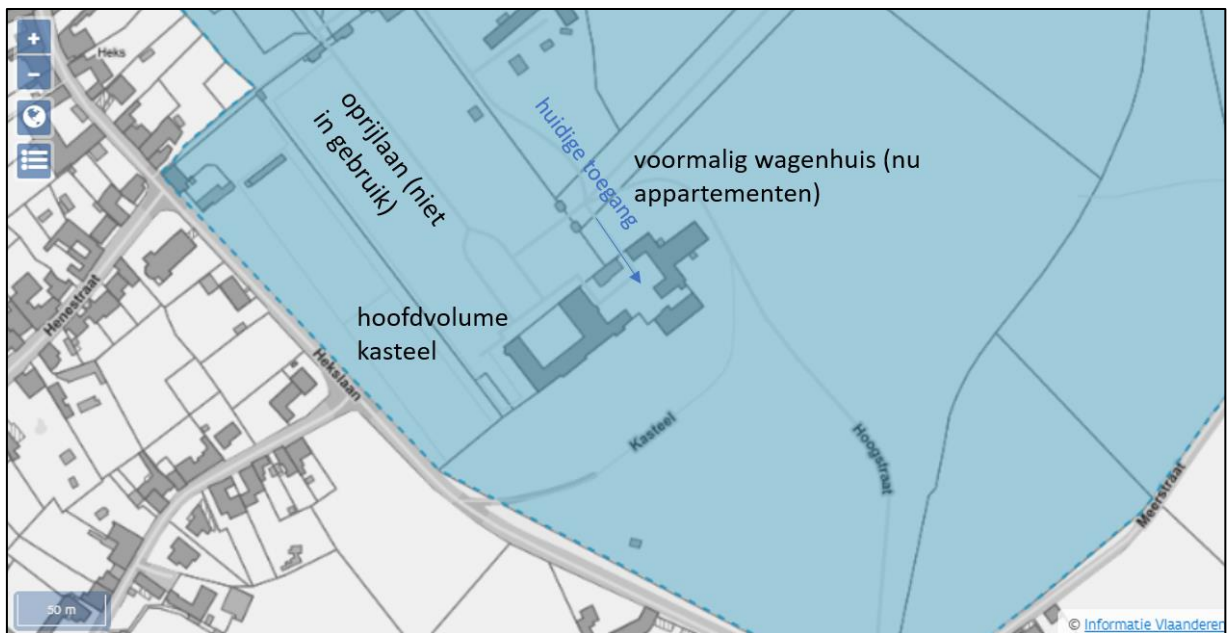 +
−
Heks
oprijlaan (niet
in gebruik)
huidige toegang
voormalig wagenhuis (nu
appartementen)
hoofdvolume
kasteel
Henestraat
Hekslaan
Kasteel
Hoogstraat
Meerstraat
50 m
© Informatie Vlaanderen